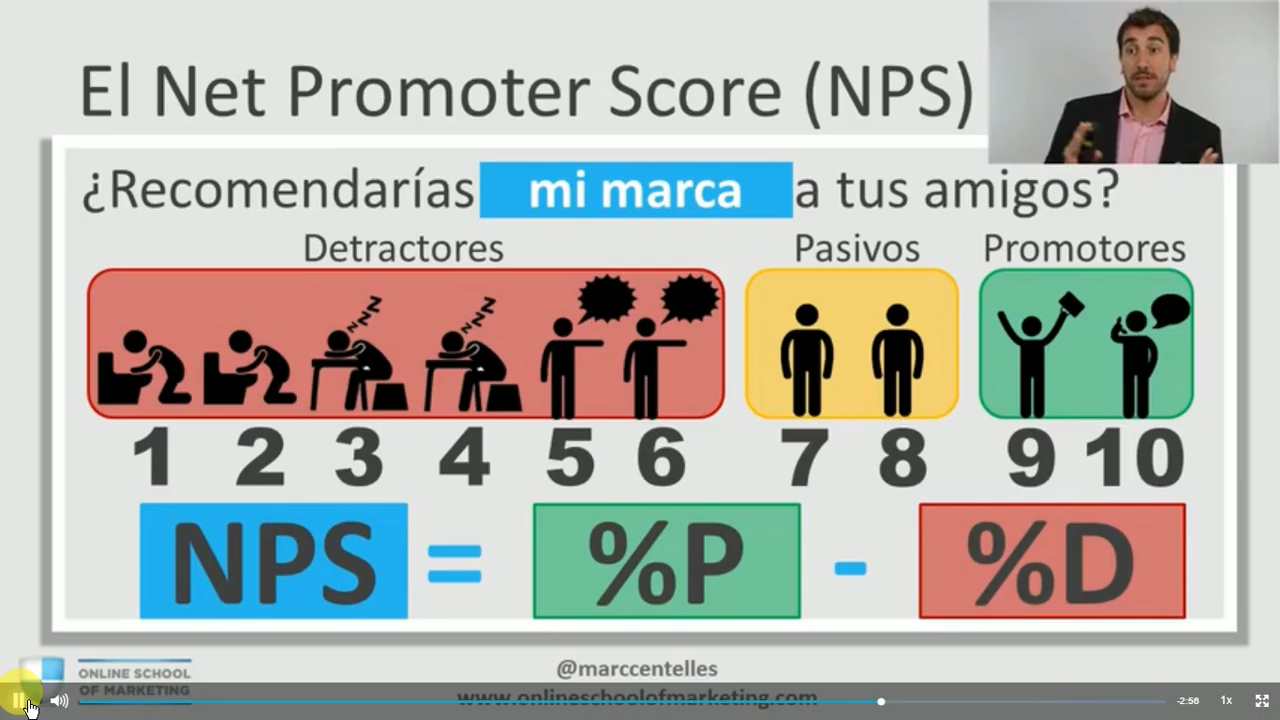 El Net Promoter Score (NPS)
¿Recomendarías mi marca a tus amigos?
Detractores Pasivos Promotores
1 2 3 4 5 6 7 8 9 10
NPS = %P - %D
@marccentelles
ONLINE SCHOOL
OF MARKETING
www.onlineschoolofmarketing.com
-2:56 1x